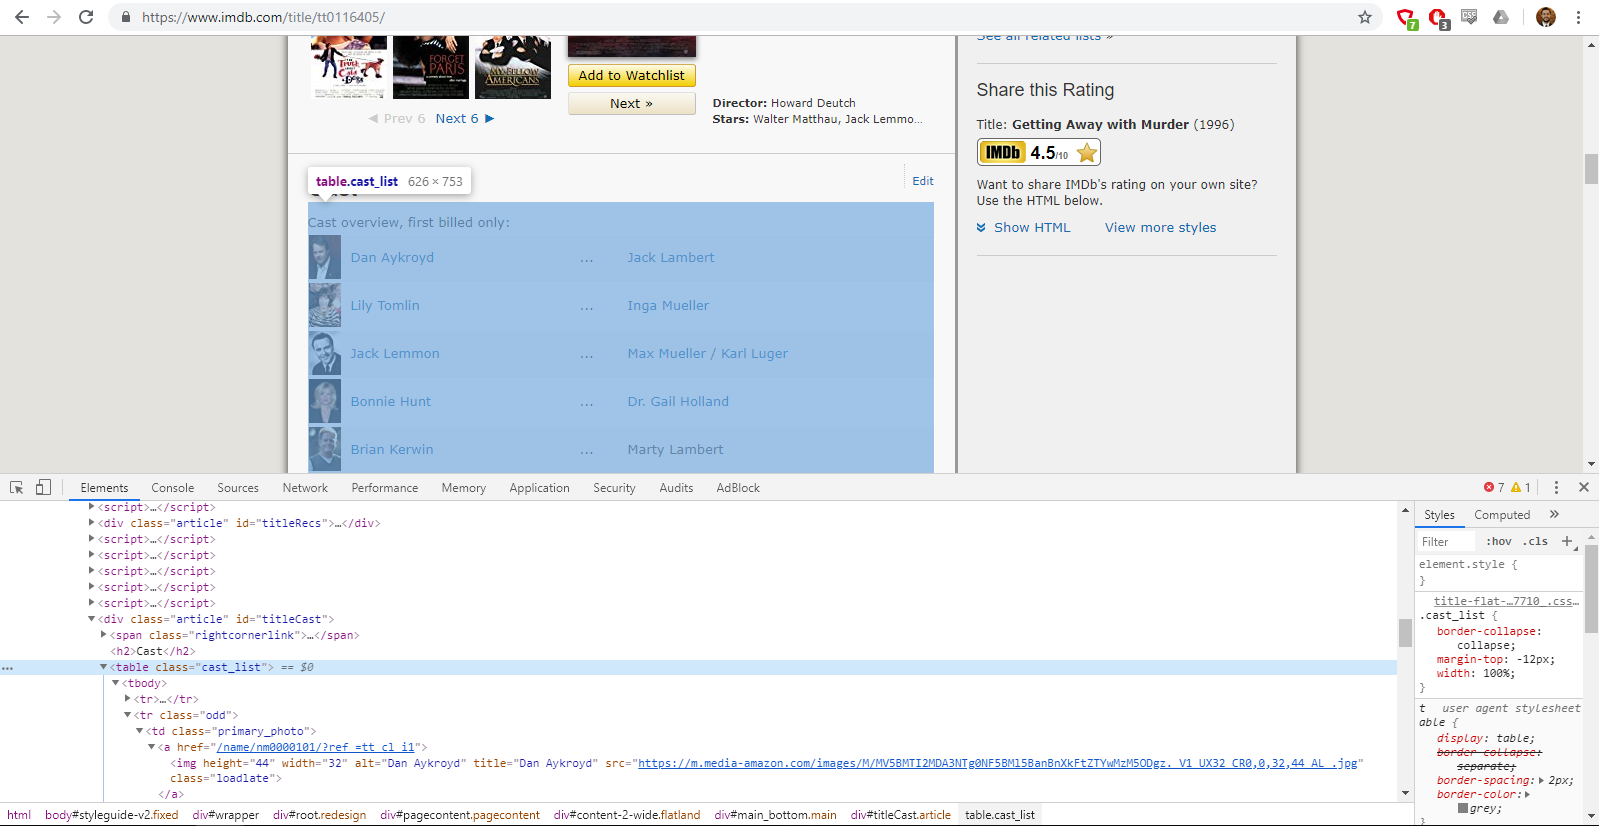 https://www.imdb.com/title/tt0116405/
7
3
CSS
See all related lists »
FORGET PARIS
MY FELLOW AMERICANS
Add to Watchlist
Next »
Director: Howard Deutch
Stars: Walter Matthau, Jack Lemmo...
◀ Prev 6 Next 6 ▶
Share this Rating
Title: Getting Away with Murder (1996)
IMDb 4.5/10
Want to share IMDb's rating on your own site?
Use the HTML below.
Show HTML View more styles
table.cast_list 626 × 753
Edit
Cast overview, first billed only:
Dan Aykroyd ... Jack Lambert
Lily Tomlin ... Inga Mueller
Jack Lemmon ... Max Mueller / Karl Luger
Bonnie Hunt ... Dr. Gail Holland
Brian Kerwin ... Marty Lambert
Elements Console Sources Network Performance Memory Application Security Audits AdBlock
7 1
<script>…</script>
<div class="article" id="titleRecs">…</div>
<script>…</script>
<script>…</script>
<script>…</script>
<script>…</script>
<script>…</script>
<div class="article" id="titleCast">
<span class="rightcornerlink">…</span>
<h2>Cast</h2>
<table class="cast_list"> == $0
<tbody>
<tr>…</tr>
<tr class="odd">
<td class="primary_photo">
<a href="/name/nm0000101/?ref_=tt_cl_i1">
<img height="44" width="32" alt="Dan Aykroyd" title="Dan Aykroyd" src="https://m.media-amazon.com/images/M/MV5BMTI2MDA3NTg0NF5BMl5BanBnXkFtZTYwMzM5ODgz._V1_UX32_CR0,0,32,44_AL_.jpg"
class="loadlate">
</a>
Styles Computed »
Filter :hov .cls +
element.style {
}
title-flat-…7710_.css…
.cast_list {
border-collapse:
collapse;
margin-top: -12px;
width: 100%;
}
t user agent stylesheet
able {
display: table;
border-collapse:
separate;
border-spacing: 2px;
border-color:
grey;
}
html body#styleguide-v2.fixed div#wrapper div#root.redesign div#pagecontent.pagecontent div#content-2-wide.flatland div#main_bottom.main div#titleCast.article table.cast_list